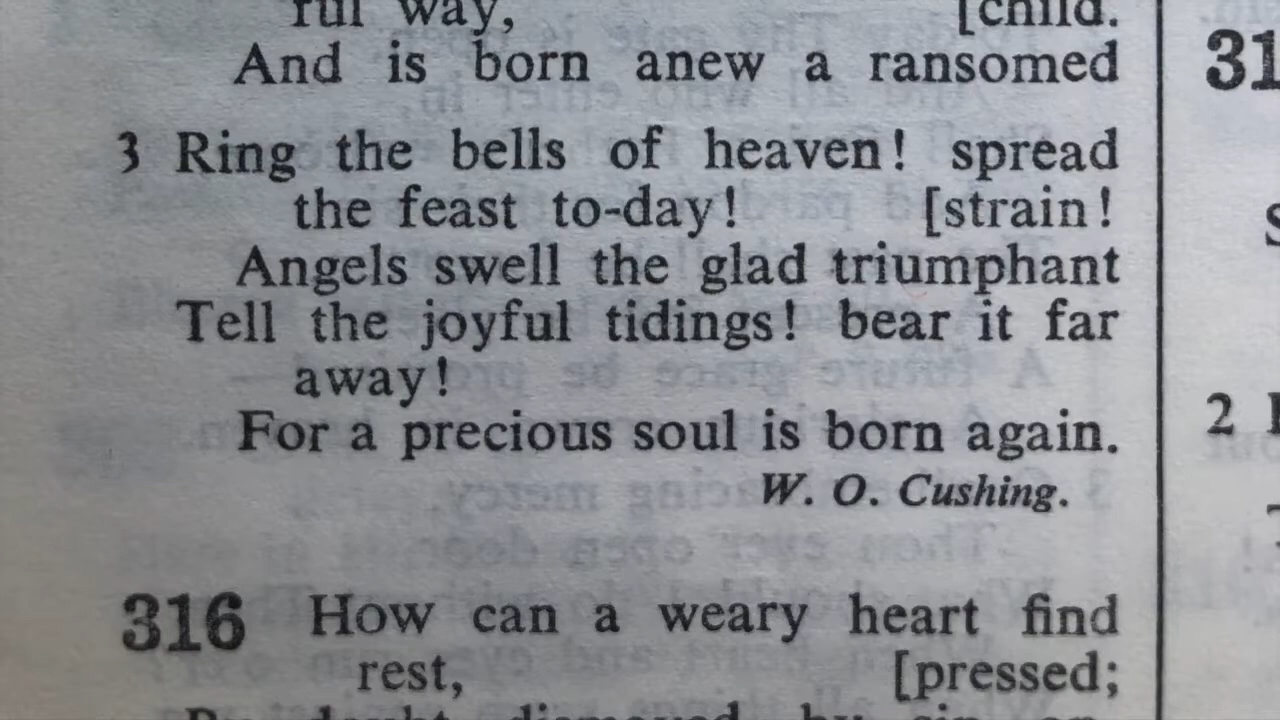 ful way, [child.
And is born anew a ransomed
3 Ring the bells of heaven! spread
the feast to-day! [strain!
Angels swell the glad triumphant
Tell the joyful tidings! bear it far
away!
For a precious soul is born again.
W. O. Cushing.
316 How can a weary heart find
rest, [pressed;
31
2